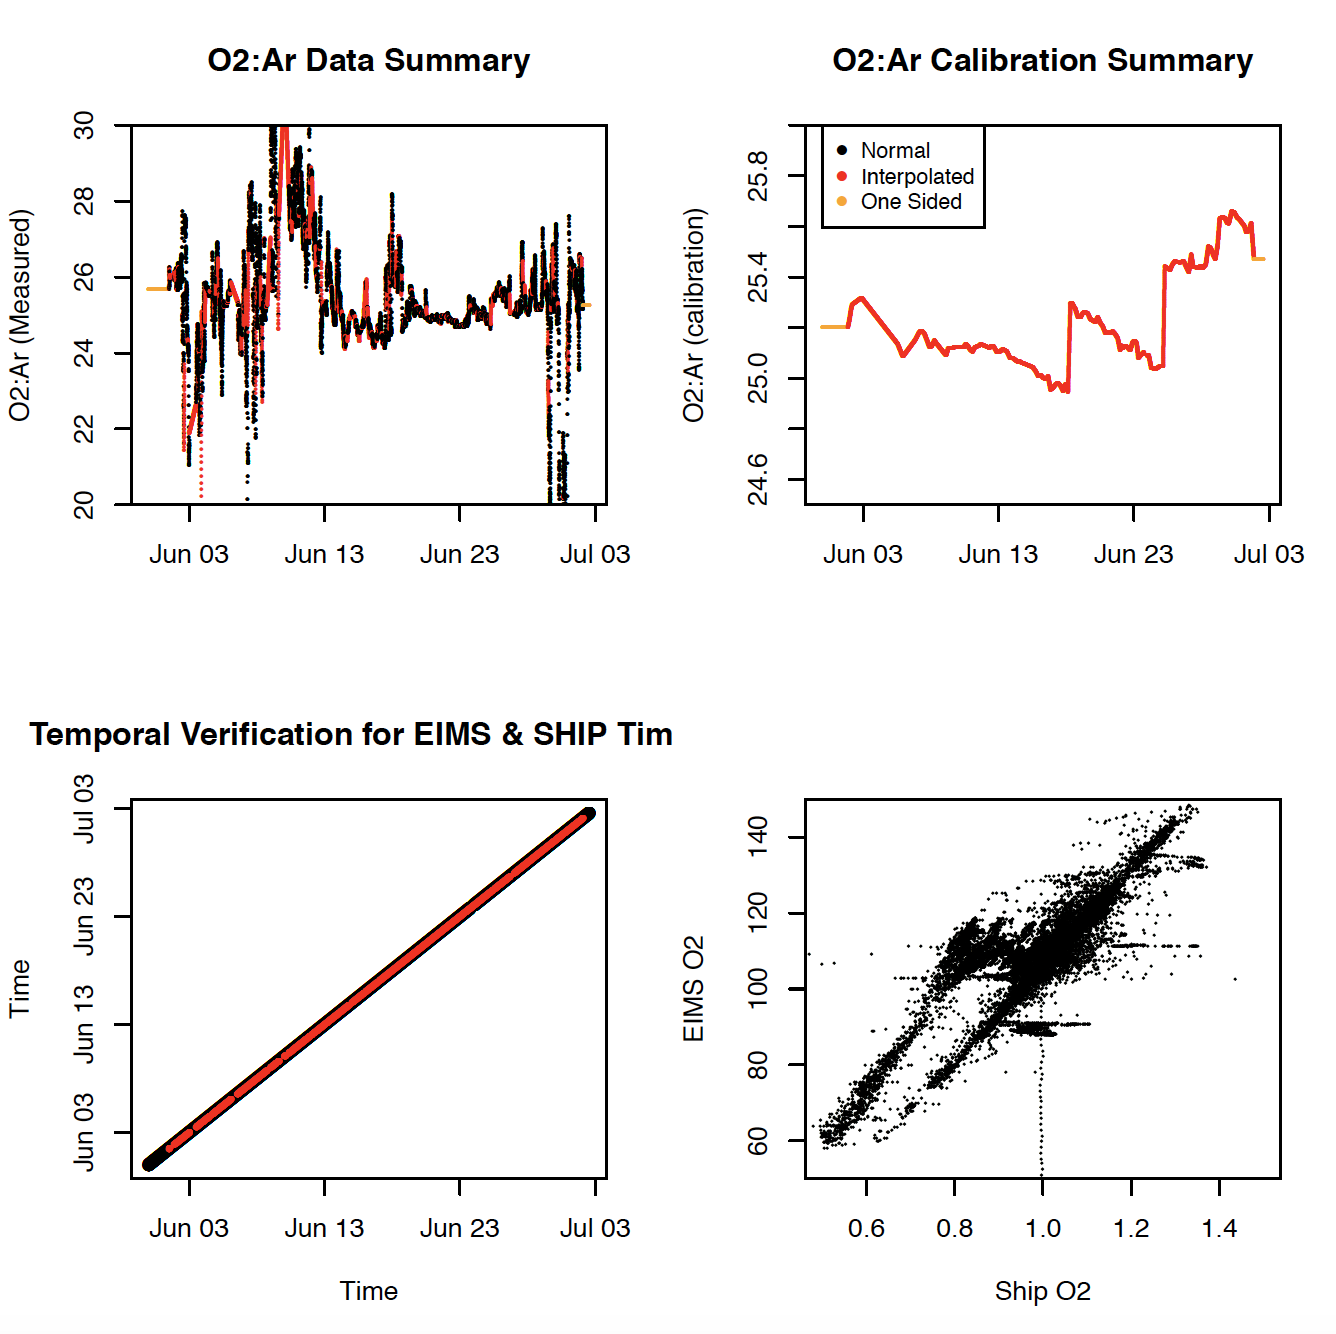 O2:Ar Data Summary
O2:Ar (Measured)
30
28
26
24
22
20
Jun 03 Jun 13 Jun 23 Jul 03
O2:Ar Calibration Summary
O2:Ar (calibration)
25.8
25.4
25.0
24.6
Normal
Interpolated
One Sided
Jun 03 Jun 13 Jun 23 Jul 03
Temporal Verification for EIMS & SHIP Tim
Time
Jul 03
Jun 23
Jun 13
Jun 03
Jun 03 Jun 13 Jun 23 Jul 03
Time
EIMS O2
140
120
100
80
60
0.6 0.8 1.0 1.2 1.4
Ship O2